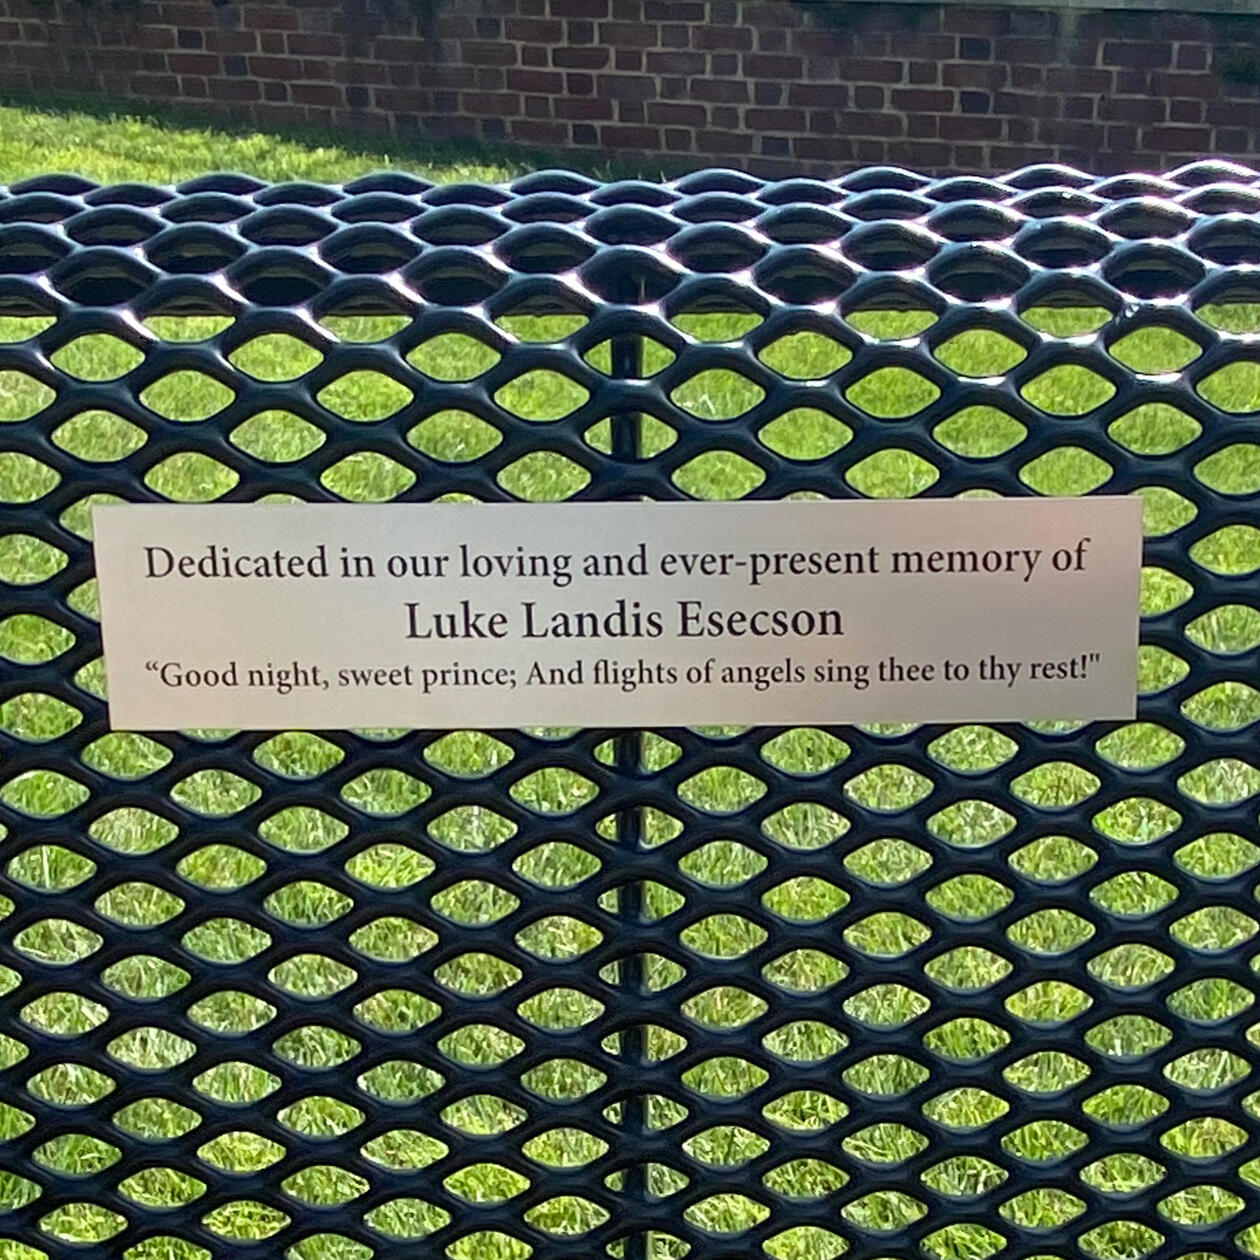 Dedicated in our loving and ever-present memory of
Luke Landis Esecson
“Good night, sweet prince; And flights of angels sing thee to thy rest!"